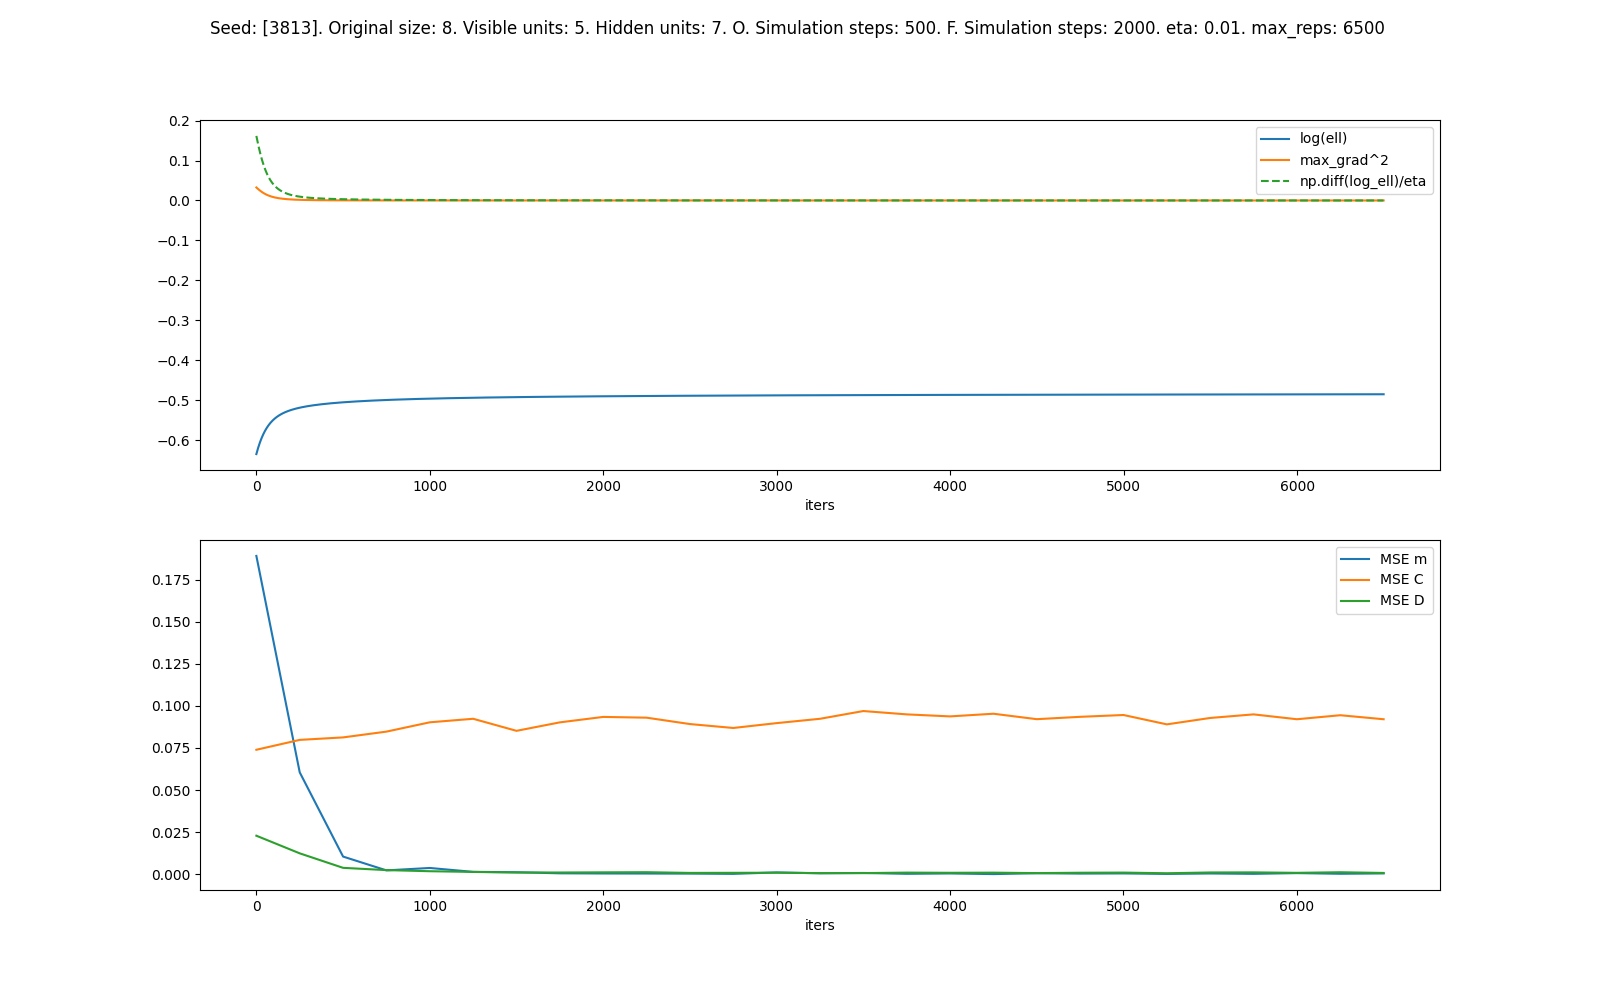 Seed: [3813]. Original size: 8. Visible units: 5. Hidden units: 7. O. Simulation steps: 500. F. Simulation steps: 2000. eta: 0.01. max_reps: 6500
0.2
0.1
0.0
−0.1
−0.2
−0.3
−0.4
−0.5
−0.6
log(ell)
max_grad^2
np.diff(log_ell)/eta
0 1000 2000 3000 4000 5000 6000
iters
0.175
0.150
0.125
0.100
0.075
0.050
0.025
0.000
MSE m
MSE C
MSE D
0 1000 2000 3000 4000 5000 6000
iters